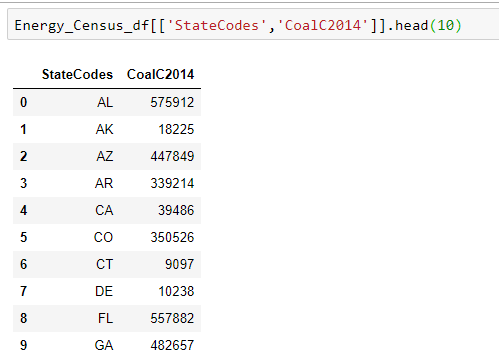 Energy_Census_df[['StateCodes','CoalC2014']].head(10)
StateCodes CoalC2014
0 AL 575912
1 AK 18225
2 AZ 447849
3 AR 339214
4 CA 39486
5 CO 350526
6 CT 9097
7 DE 10238
8 FL 557882
9 GA 482657